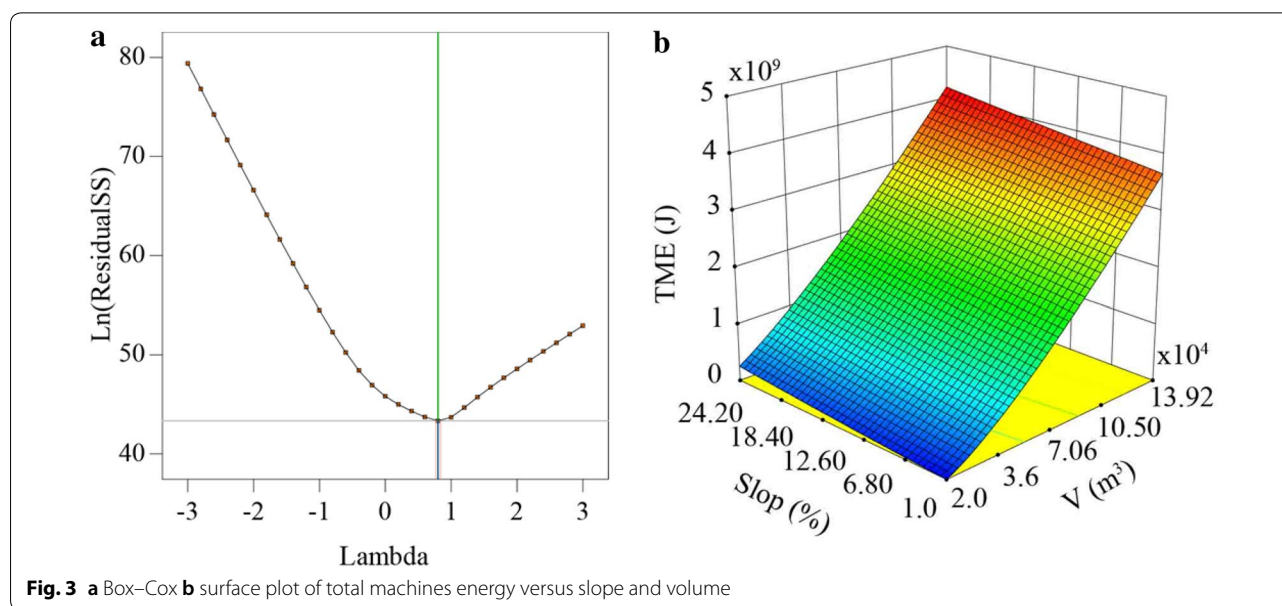 a
80
70
60
50
40
Ln(ResidualSS)
-3 -2 -1 0 1 2 3
Lambda
b
x10⁹
5
4
3
2
1
0
TME (J)
24.20
18.40
12.60
6.80
1.0
Slop (%)
x10⁴
13.92
10.50
7.06
3.6
2.0
V (m³)
Fig. 3 a Box–Cox b surface plot of total machines energy versus slope and volume